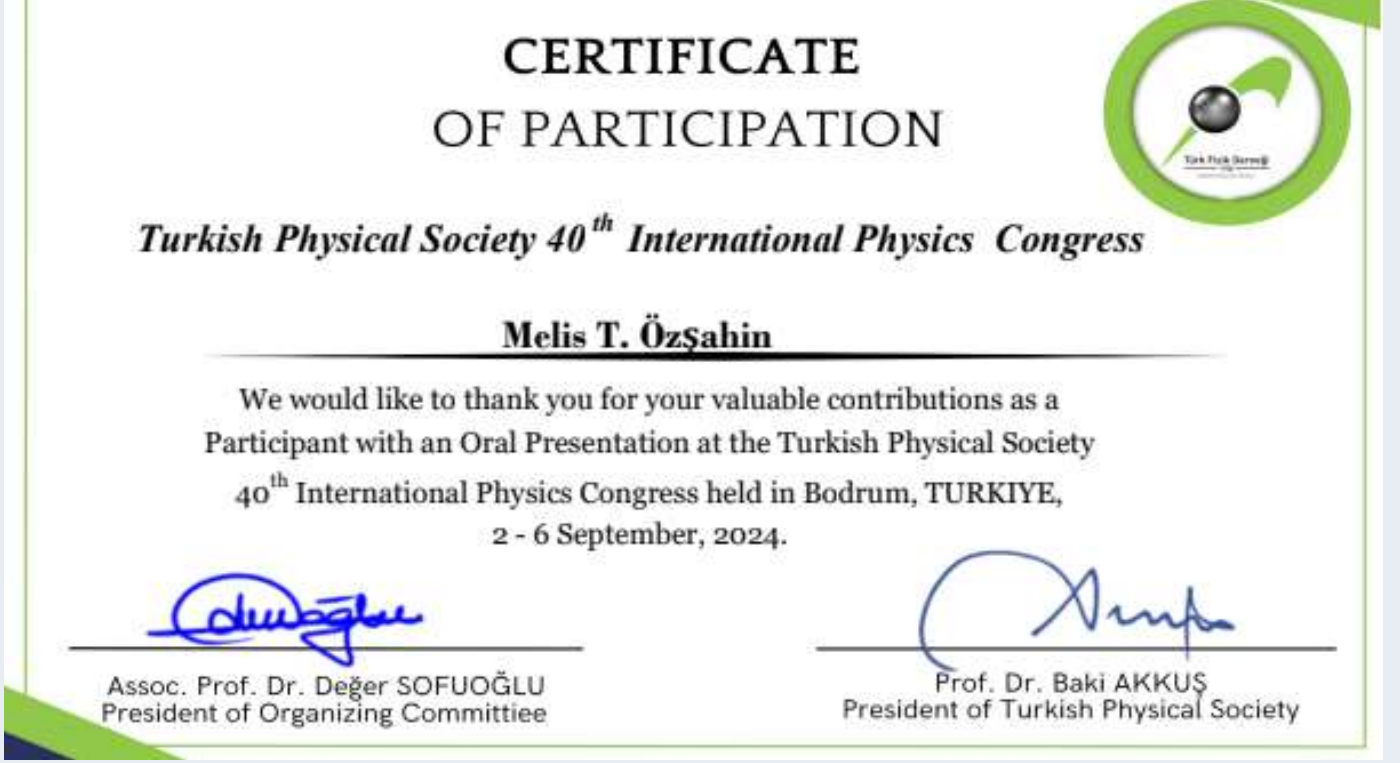 CERTIFICATE
OF PARTICIPATION
Türk Fizik Derneği
Turkish Physical Society 40th International Physics Congress
Melis T. Özşahin
We would like to thank you for your valuable contributions as a
Participant with an Oral Presentation at the Turkish Physical Society
40th International Physics Congress held in Bodrum, TURKIYE,
2 - 6 September, 2024.
Assoc. Prof. Dr. Değer SOFUOĞLU
President of Organizing Committiee
Prof. Dr. Baki AKKUŞ
President of Turkish Physical Society